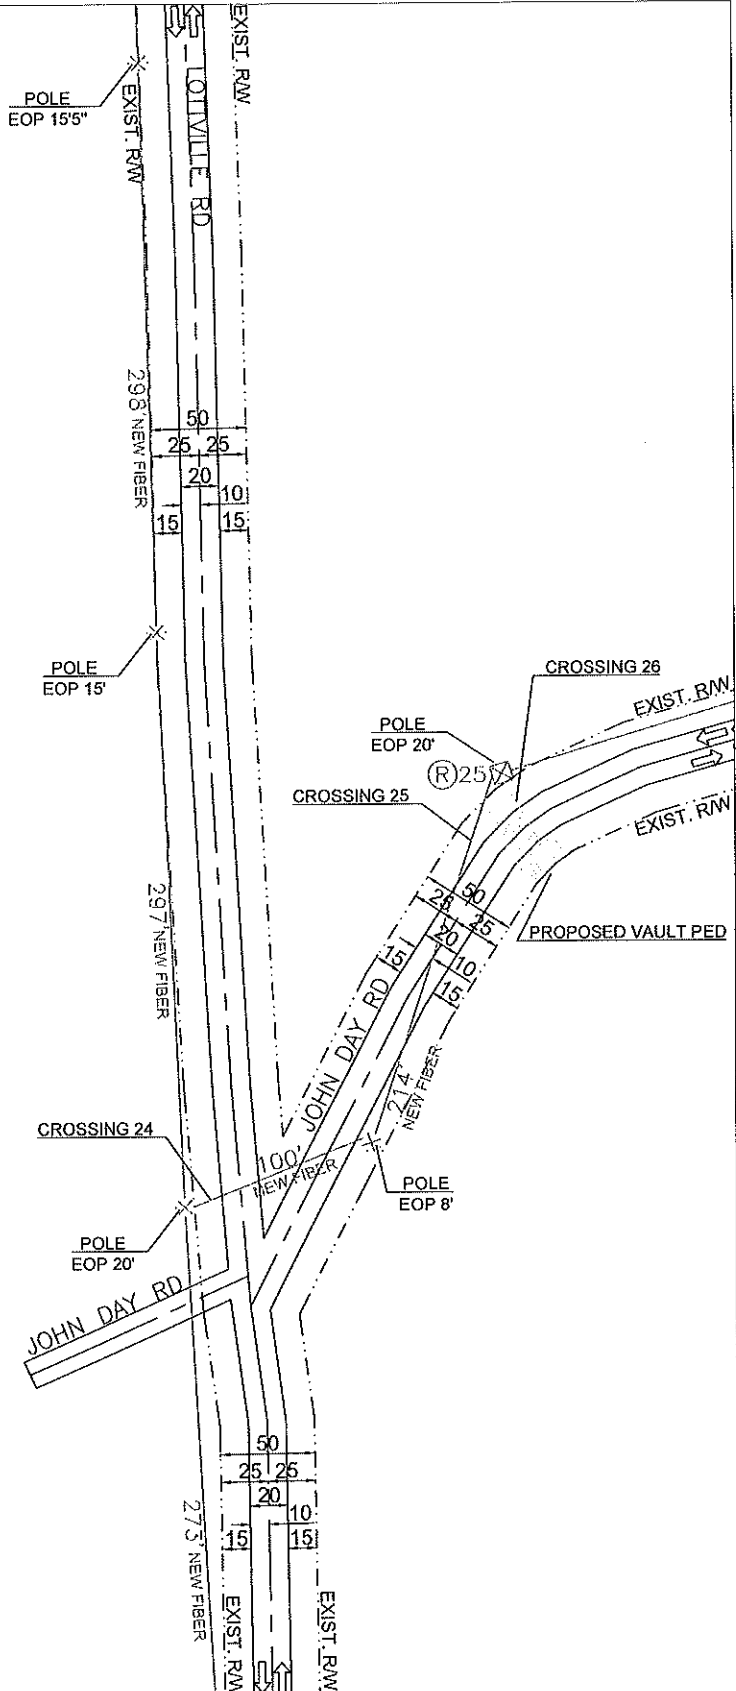 EXIST. R/W
POLE
EOP 15'5"
EXIST. R/W
LOTTVILLE RD
298' NEW FIBER
50
25 25
20
10
15 15
POLE
EOP 15'
CROSSING 26
EXIST. R/W
POLE
EOP 20'
R 25
CROSSING 25
EXIST. R/W
50
25 25
20
10
15 15
PROPOSED VAULT PED
297' NEW FIBER
JOHN DAY RD
214'
NEW FIBER
CROSSING 24
100'
NEW FIBER
POLE
EOP 8'
POLE
EOP 20'
JOHN DAY RD
50
25 25
20
10
15 15
273' NEW FIBER
EXIST. R/W
EXIST. R/W